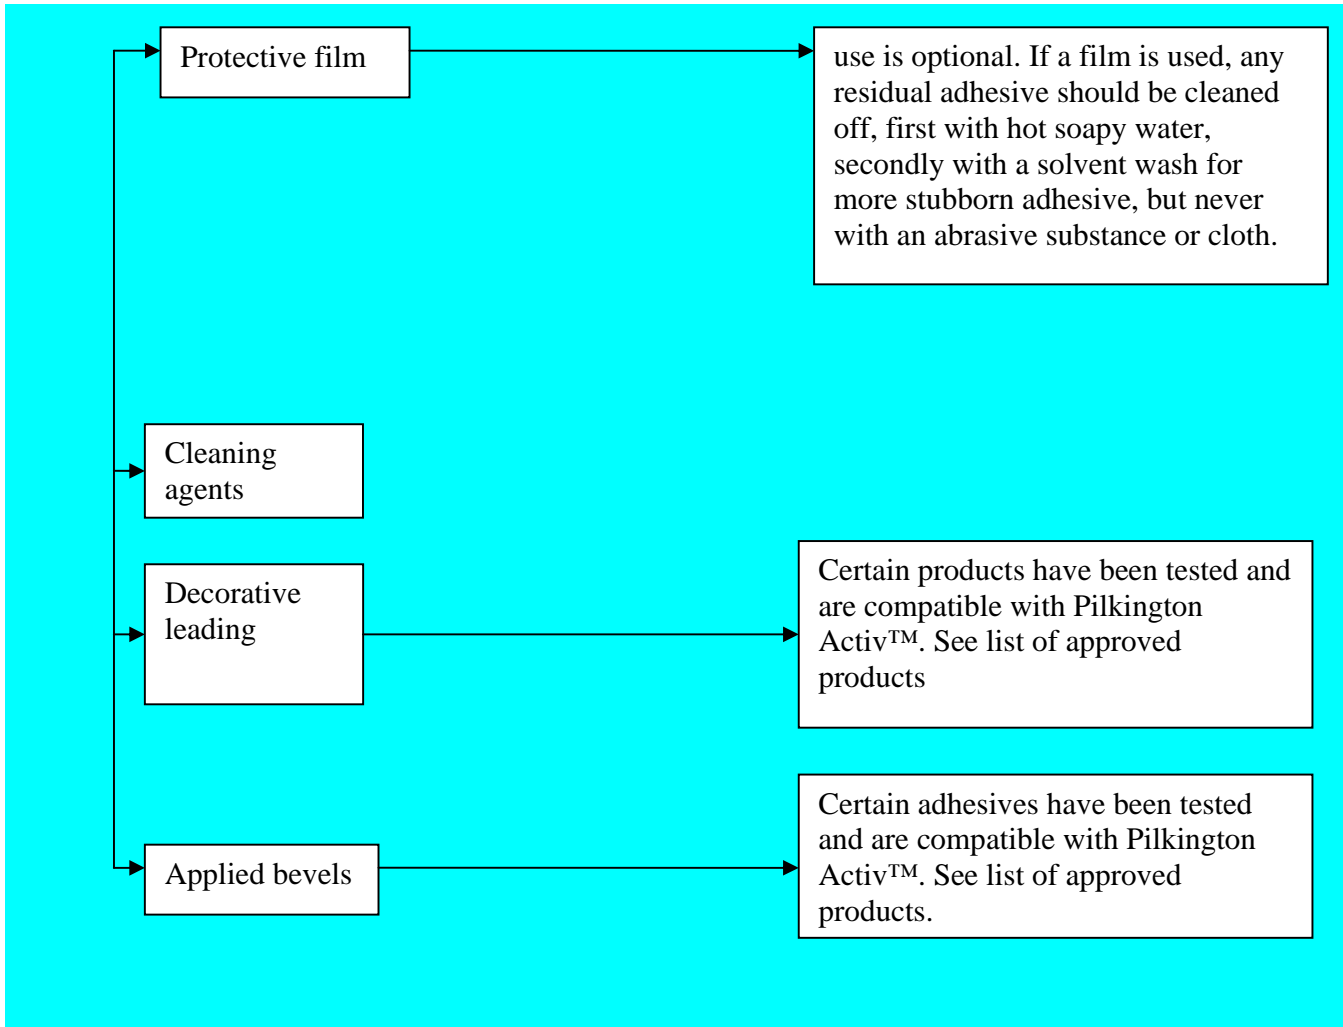 Protective film
use is optional. If a film is used, any
residual adhesive should be cleaned
off, first with hot soapy water,
secondly with a solvent wash for
more stubborn adhesive, but never
with an abrasive substance or cloth.
Cleaning
agents
Decorative
leading
Certain products have been tested and
are compatible with Pilkington
Activ™. See list of approved
products
Applied bevels
Certain adhesives have been tested
and are compatible with Pilkington
Activ™. See list of approved
products.